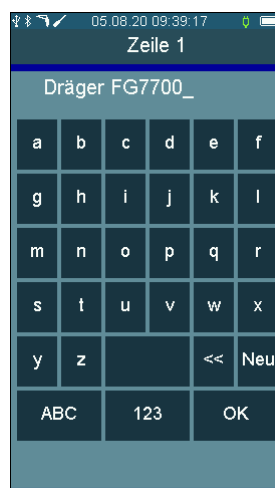 05.08.20 09:39:17
Zeile 1
Dräger FG7700_
a b c d e f
g h i j k l
m n o p q r
s t u v w x
y z << Neu
ABC 123 OK